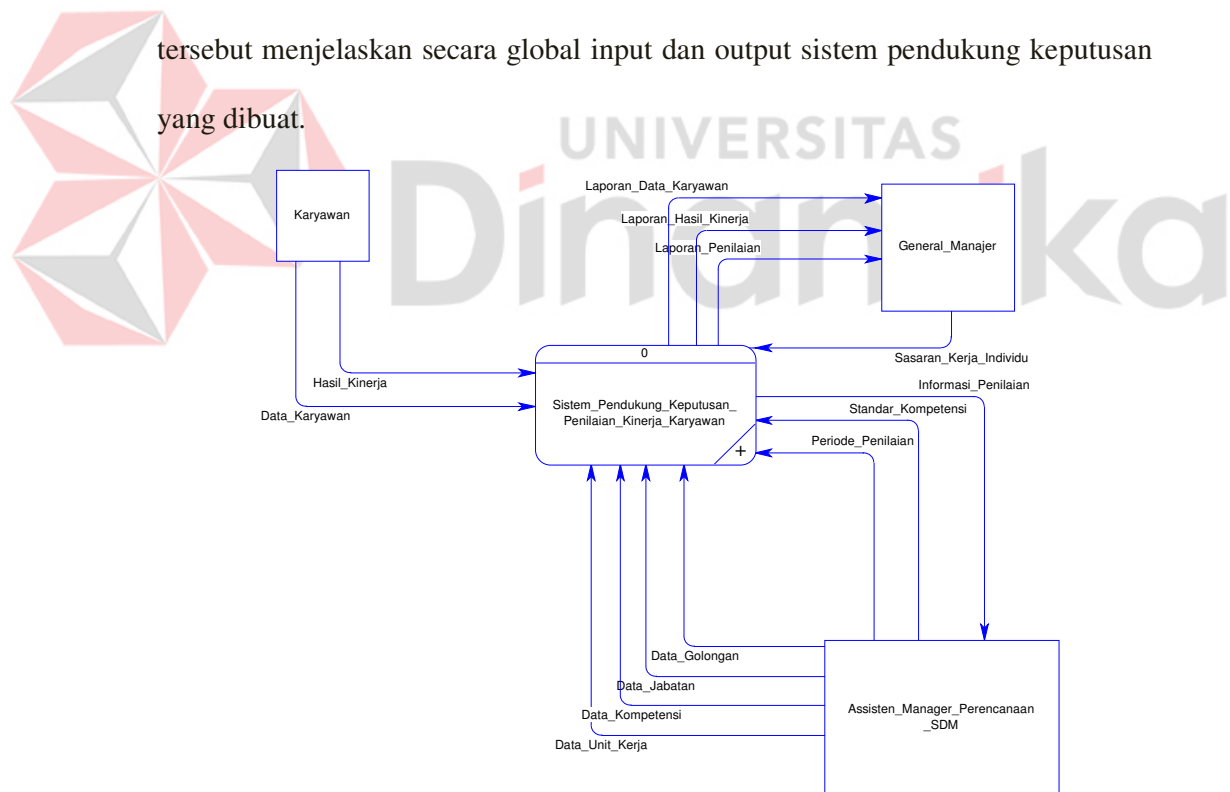 tersebut menjelaskan secara global input dan output sistem pendukung keputusan
yang dibuat.
UNIVERSITAS
Dinamika
Karyawan
Laporan_Data_Karyawan
Laporan_Hasil_Kinerja
Laporan_Penilaian
General_Manajer
Sasaran_Kerja_Individu
0
Sistem_Pendukung_Keputusan_
Penilaian_Kinerja_Karyawan
+
Hasil_Kinerja
Data_Karyawan
Informasi_Penilaian
Standar_Kompetensi
Periode_Penilaian
Data_Golongan
Data_Jabatan
Data_Kompetensi
Data_Unit_Kerja
Assisten_Manager_Perencanaan
_SDM